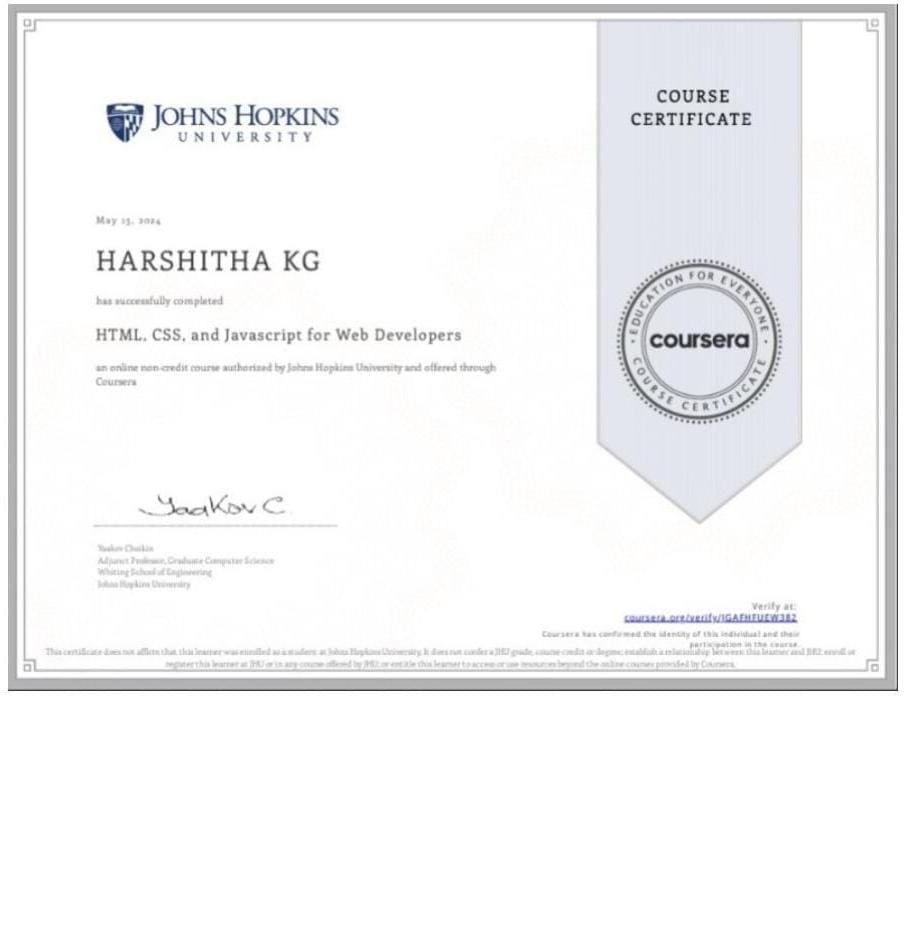 JOHNS HOPKINS
UNIVERSITY
COURSE
CERTIFICATE
May 15, 2024
HARSHITHA KG
has successfully completed
HTML, CSS, and Javascript for Web Developers
an online non-credit course authorized by Johns Hopkins University and offered through
Coursera
EDUCATION FOR EVERYONE
coursera
COURSE CERTIFICATE
Yaakov C.
Yaakov Chaikin
Adjunct Professor, Graduate Computer Science
Whiting School of Engineering
Johns Hopkins University
Verify at:
coursera.org/verify/JGAFHFUEW382
Coursera has confirmed the identity of this individual and their
participation in the course.
This certificate does not affirm that this learner was enrolled as a student at Johns Hopkins University. It does not confer a JHU grade, course credit or degree; establish a relationship between this learner and JHU; enroll or
register this learner at JHU or in any course offered by JHU; or entitle this learner to access or use resources beyond the online courses provided by Coursera.